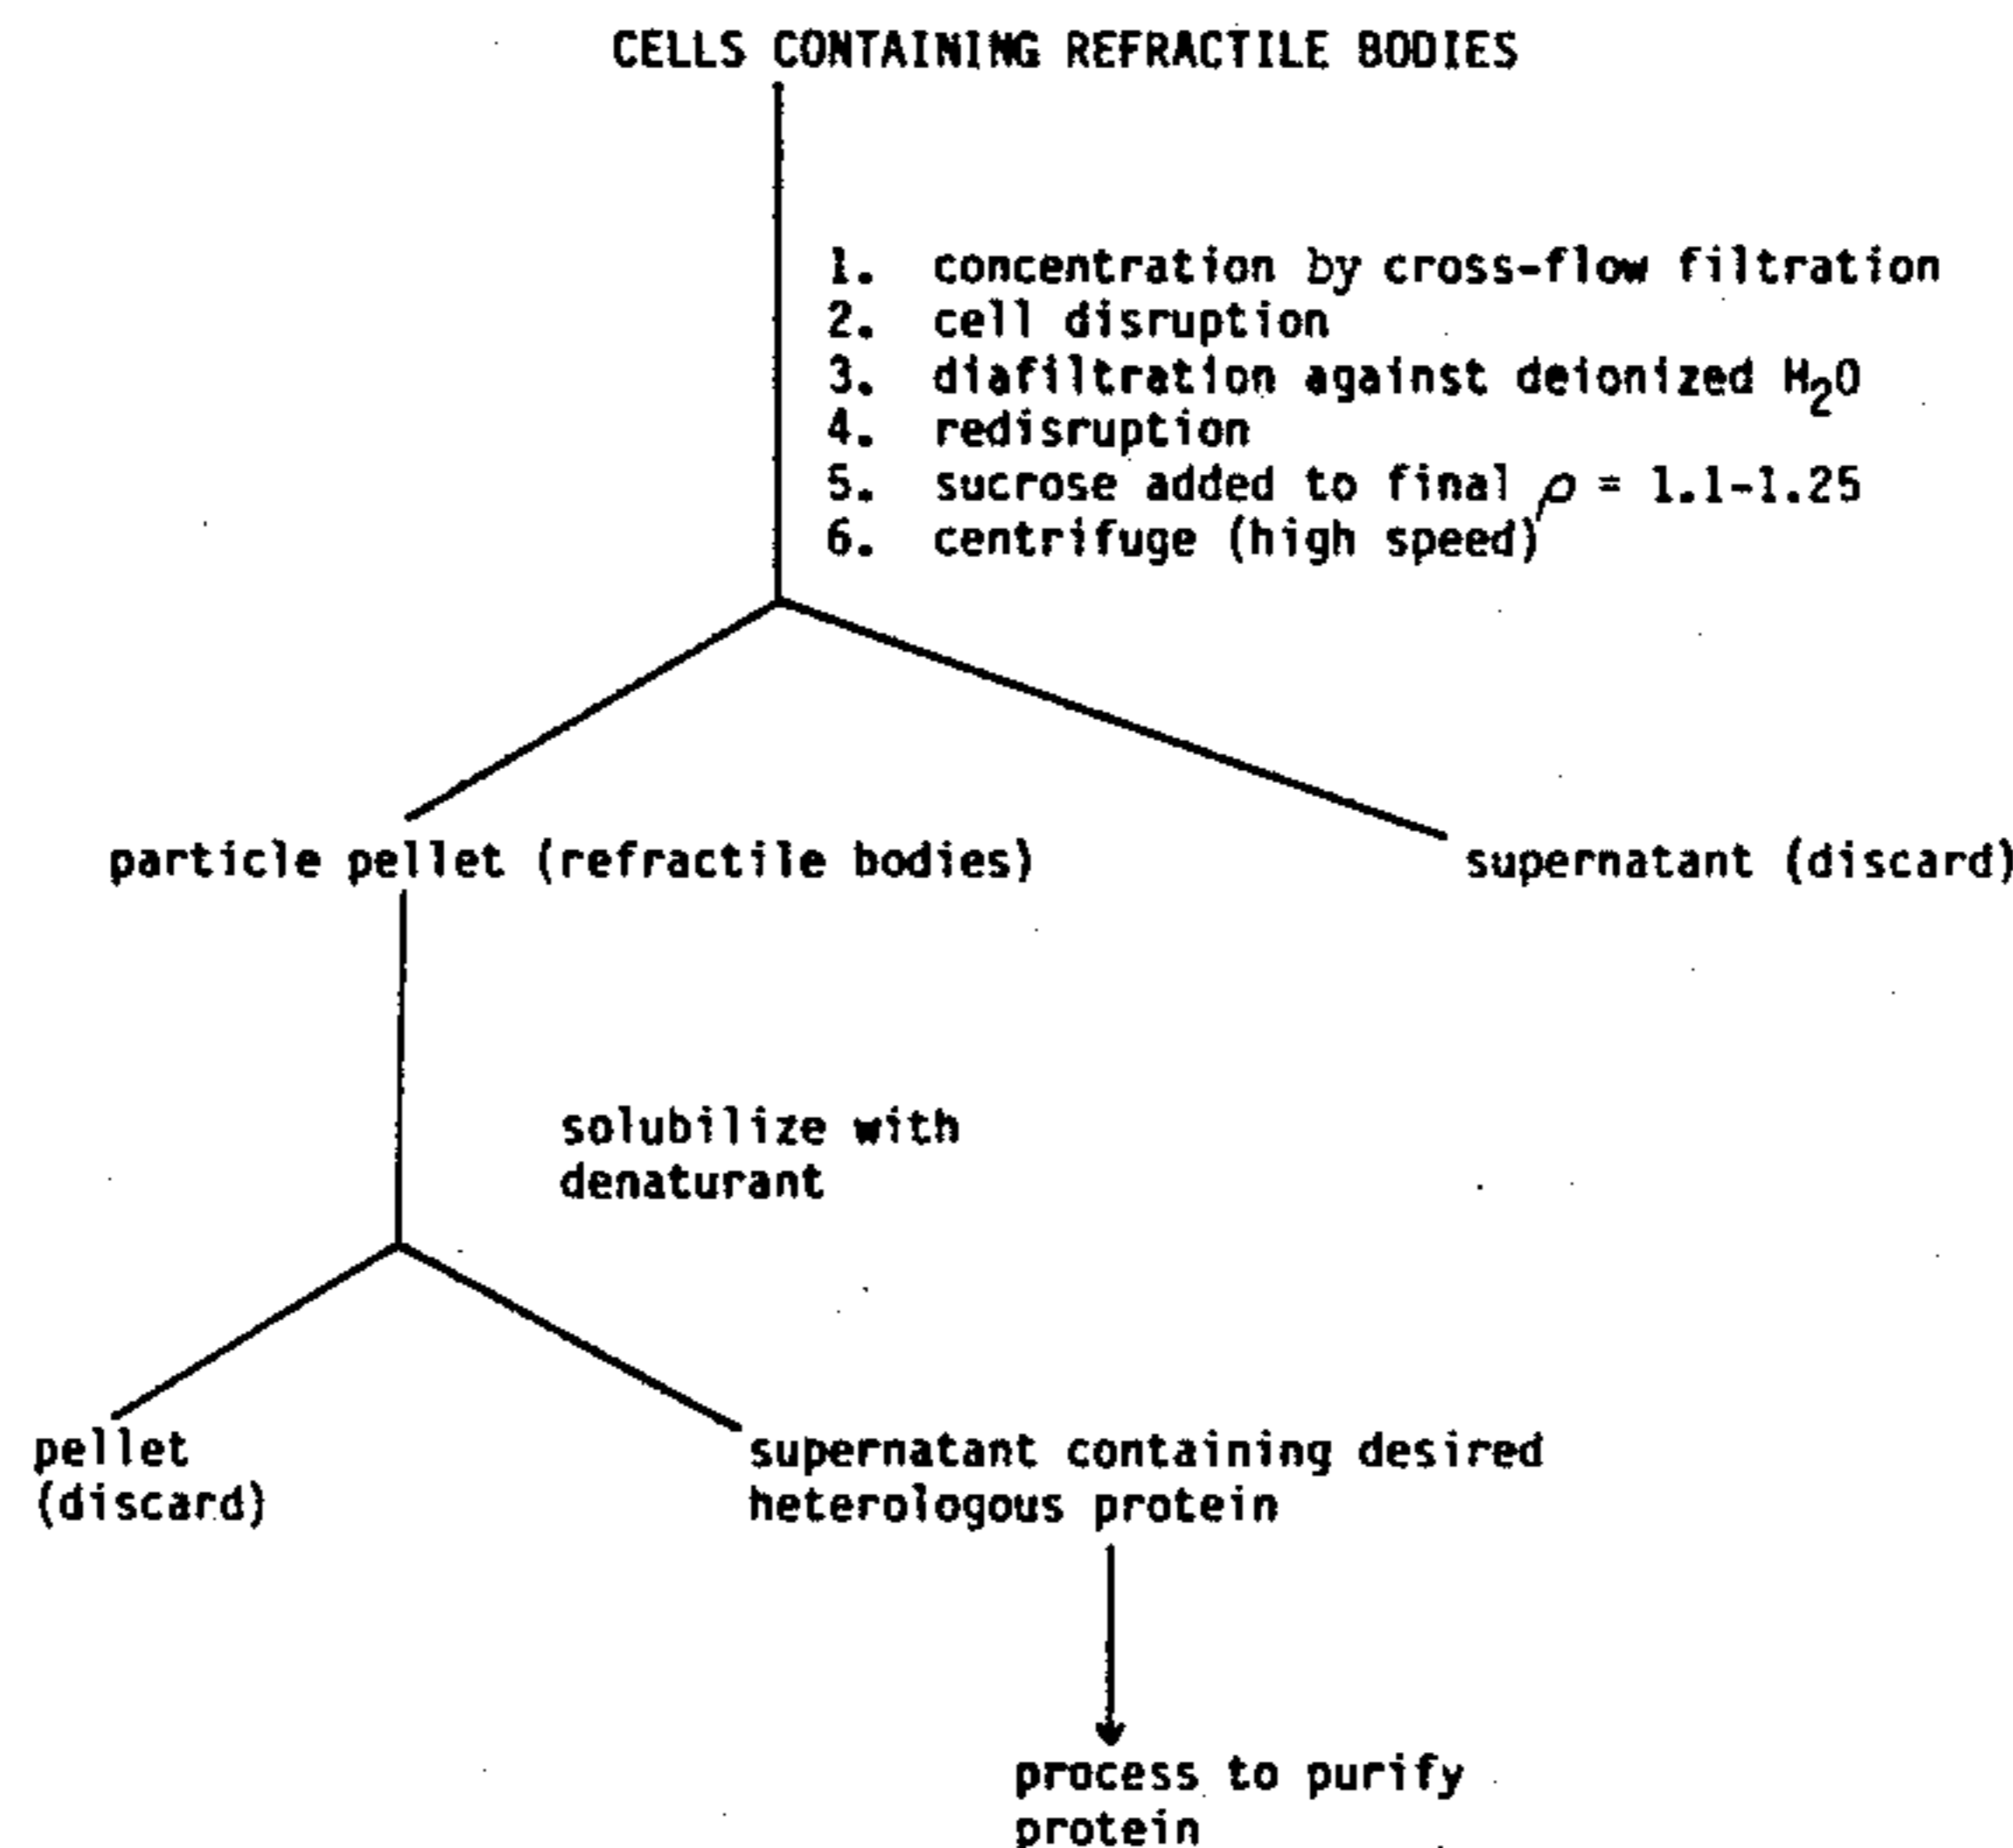 CELLS CONTAINING REFRACTILE BODIES
1. concentration by cross-flow filtration
2. cell disruption
3. diafiltration against deionized H₂O
4. redisruption
5. sucrose added to final ρ = 1.1-1.25
6. centrifuge (high speed)
particle pellet (refractile bodies)
supernatant (discard)
solubilize with
denaturant
pellet
(discard)
supernatant containing desired
heterologous protein
process to purify
protein